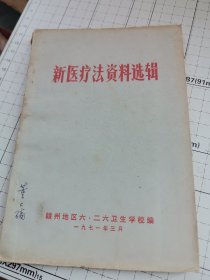 新医疗法资料选辑
赣州地区六·二六卫生学校编
一九七一年三月